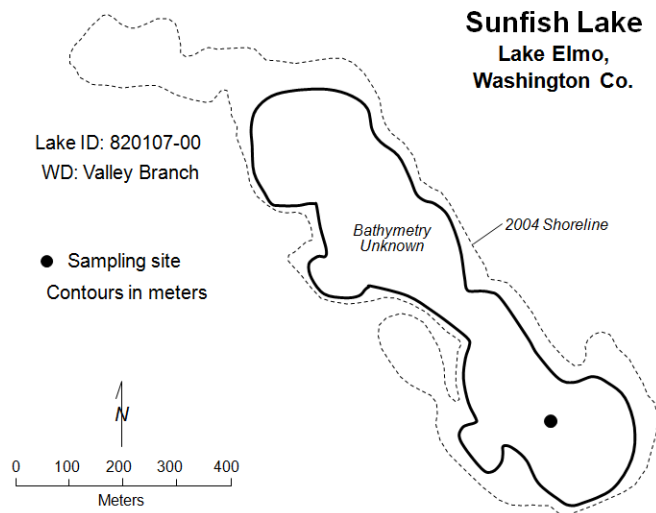 Sunfish Lake
Lake Elmo,
Washington Co.
Lake ID: 820107-00
WD: Valley Branch
Bathymetry
Unknown
2004 Shoreline
Sampling site
Contours in meters
N
0 100 200 300 400
Meters